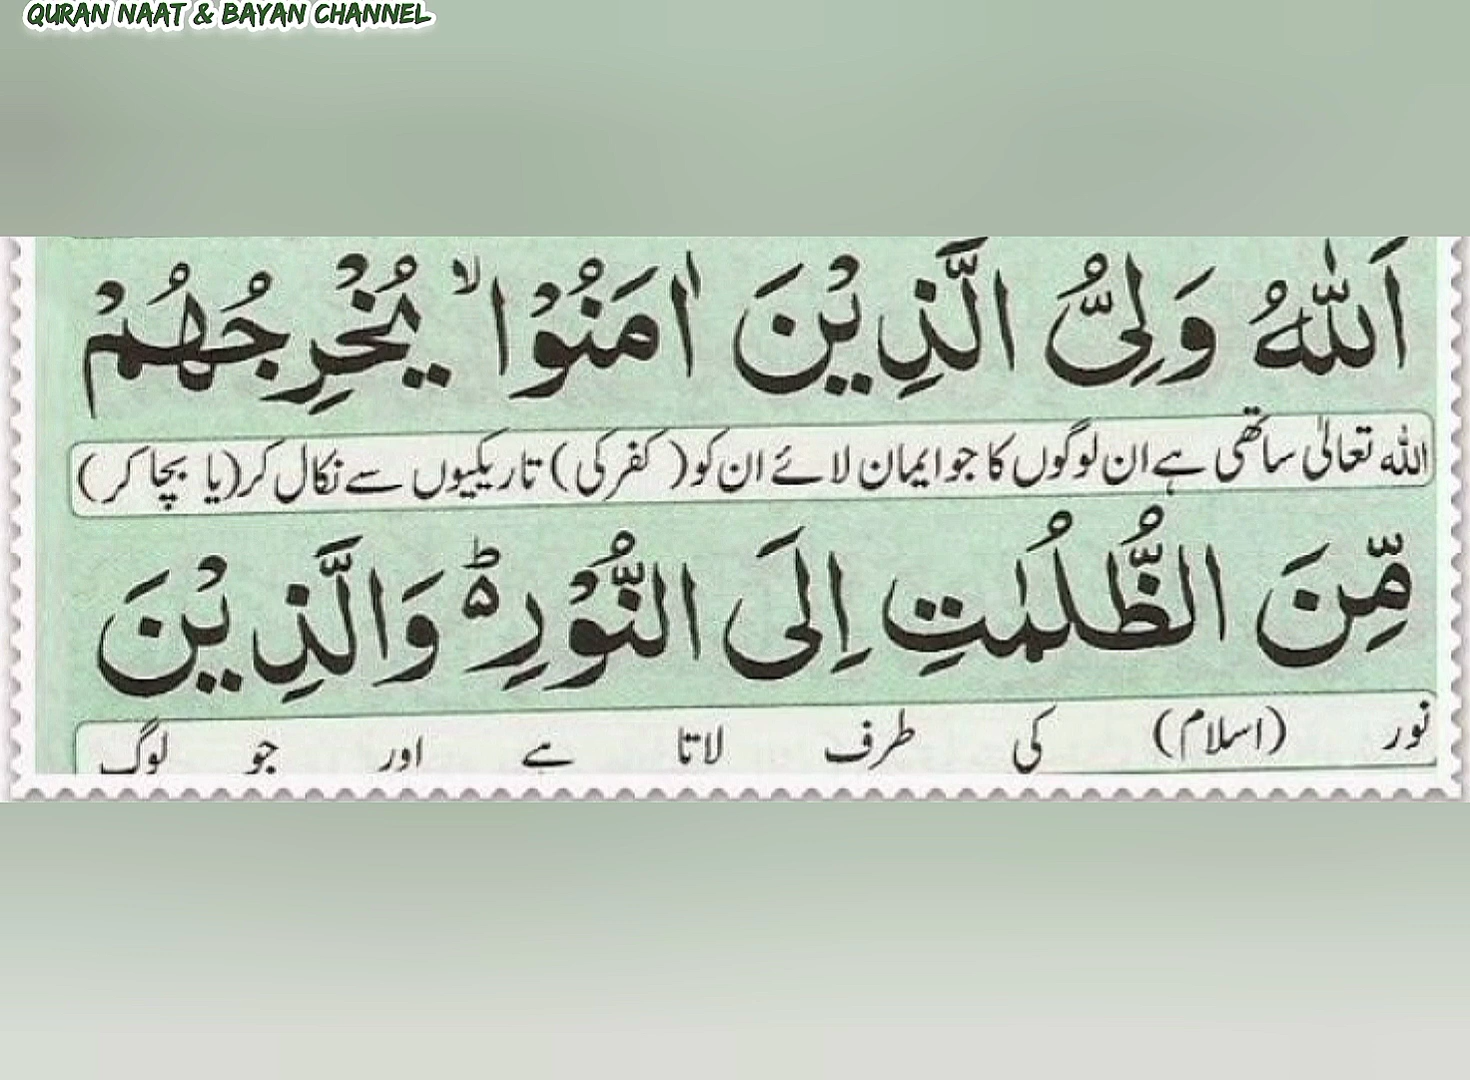 QURAN NAAT & BAYAN CHANNEL
اَللّٰهُ وَلِیُّ الَّذِیْنَ اٰمَنُوْا ۙ یُخْرِجُهُمْ
اللہ تعالیٰ ساتھی ہے ان لوگوں کا جو ایمان لائے ان کو ( کفر کی) تاریکیوں سے نکال کر (یا بچا کر)
مِّنَ الظُّلُمٰتِ اِلَی النُّوْرِ ؕ۬ وَالَّذِیْنَ
نور (اسلام) کی طرف لاتا ہے اور جو لوگ